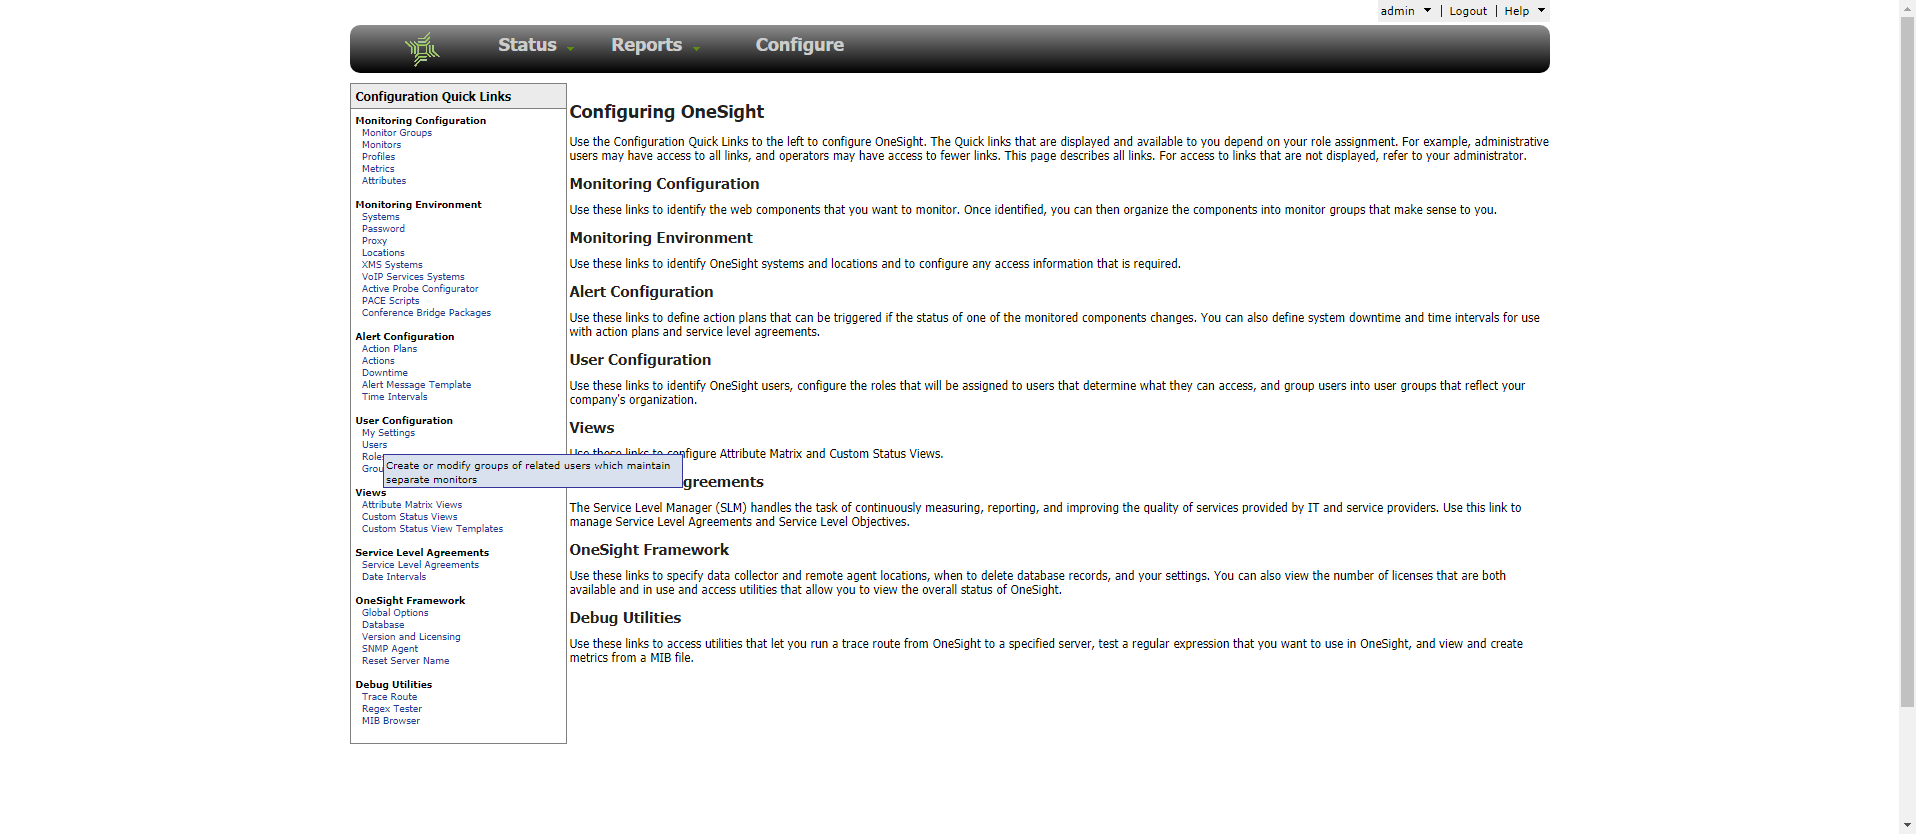 admin | Logout | Help
Status Reports Configure
Configuration Quick Links
Monitoring Configuration
Monitor Groups
Monitors
Profiles
Metrics
Attributes
Monitoring Environment
Systems
Password
Proxy
Locations
XMS Systems
VoIP Services Systems
Active Probe Configurator
PACE Scripts
Conference Bridge Packages
Alert Configuration
Action Plans
Actions
Downtime
Alert Message Template
Time Intervals
User Configuration
My Settings
Users
Create or modify groups of related users which maintain
separate monitors
Views
Attribute Matrix Views
Custom Status Views
Custom Status View Templates
Service Level Agreements
Service Level Agreements
Date Intervals
OneSight Framework
Global Options
Database
Version and Licensing
SNMP Agent
Reset Server Name
Debug Utilities
Trace Route
Regex Tester
MIB Browser
Configuring OneSight
Use the Configuration Quick Links to the left to configure OneSight. The Quick links that are displayed and available to you depend on your role assignment. For example, administrative
users may have access to all links, and operators may have access to fewer links. This page describes all links. For access to links that are not displayed, refer to your administrator.
Monitoring Configuration
Use these links to identify the web components that you want to monitor. Once identified, you can then organize the components into monitor groups that make sense to you.
Monitoring Environment
Use these links to identify OneSight systems and locations and to configure any access information that is required.
Alert Configuration
Use these links to define action plans that can be triggered if the status of one of the monitored components changes. You can also define system downtime and time intervals for use
with action plans and service level agreements.
User Configuration
Use these links to identify OneSight users, configure the roles that will be assigned to users that determine what they can access, and group users into user groups that reflect your
company's organization.
Views
Use these links to configure Attribute Matrix and Custom Status Views.
greements
The Service Level Manager (SLM) handles the task of continuously measuring, reporting, and improving the quality of services provided by IT and service providers. Use this link to
manage Service Level Agreements and Service Level Objectives.
OneSight Framework
Use these links to specify data collector and remote agent locations, when to delete database records, and your settings. You can also view the number of licenses that are both
available and in use and access utilities that allow you to view the overall status of OneSight.
Debug Utilities
Use these links to access utilities that let you run a trace route from OneSight to a specified server, test a regular expression that you want to use in OneSight, and view and create
metrics from a MIB file.